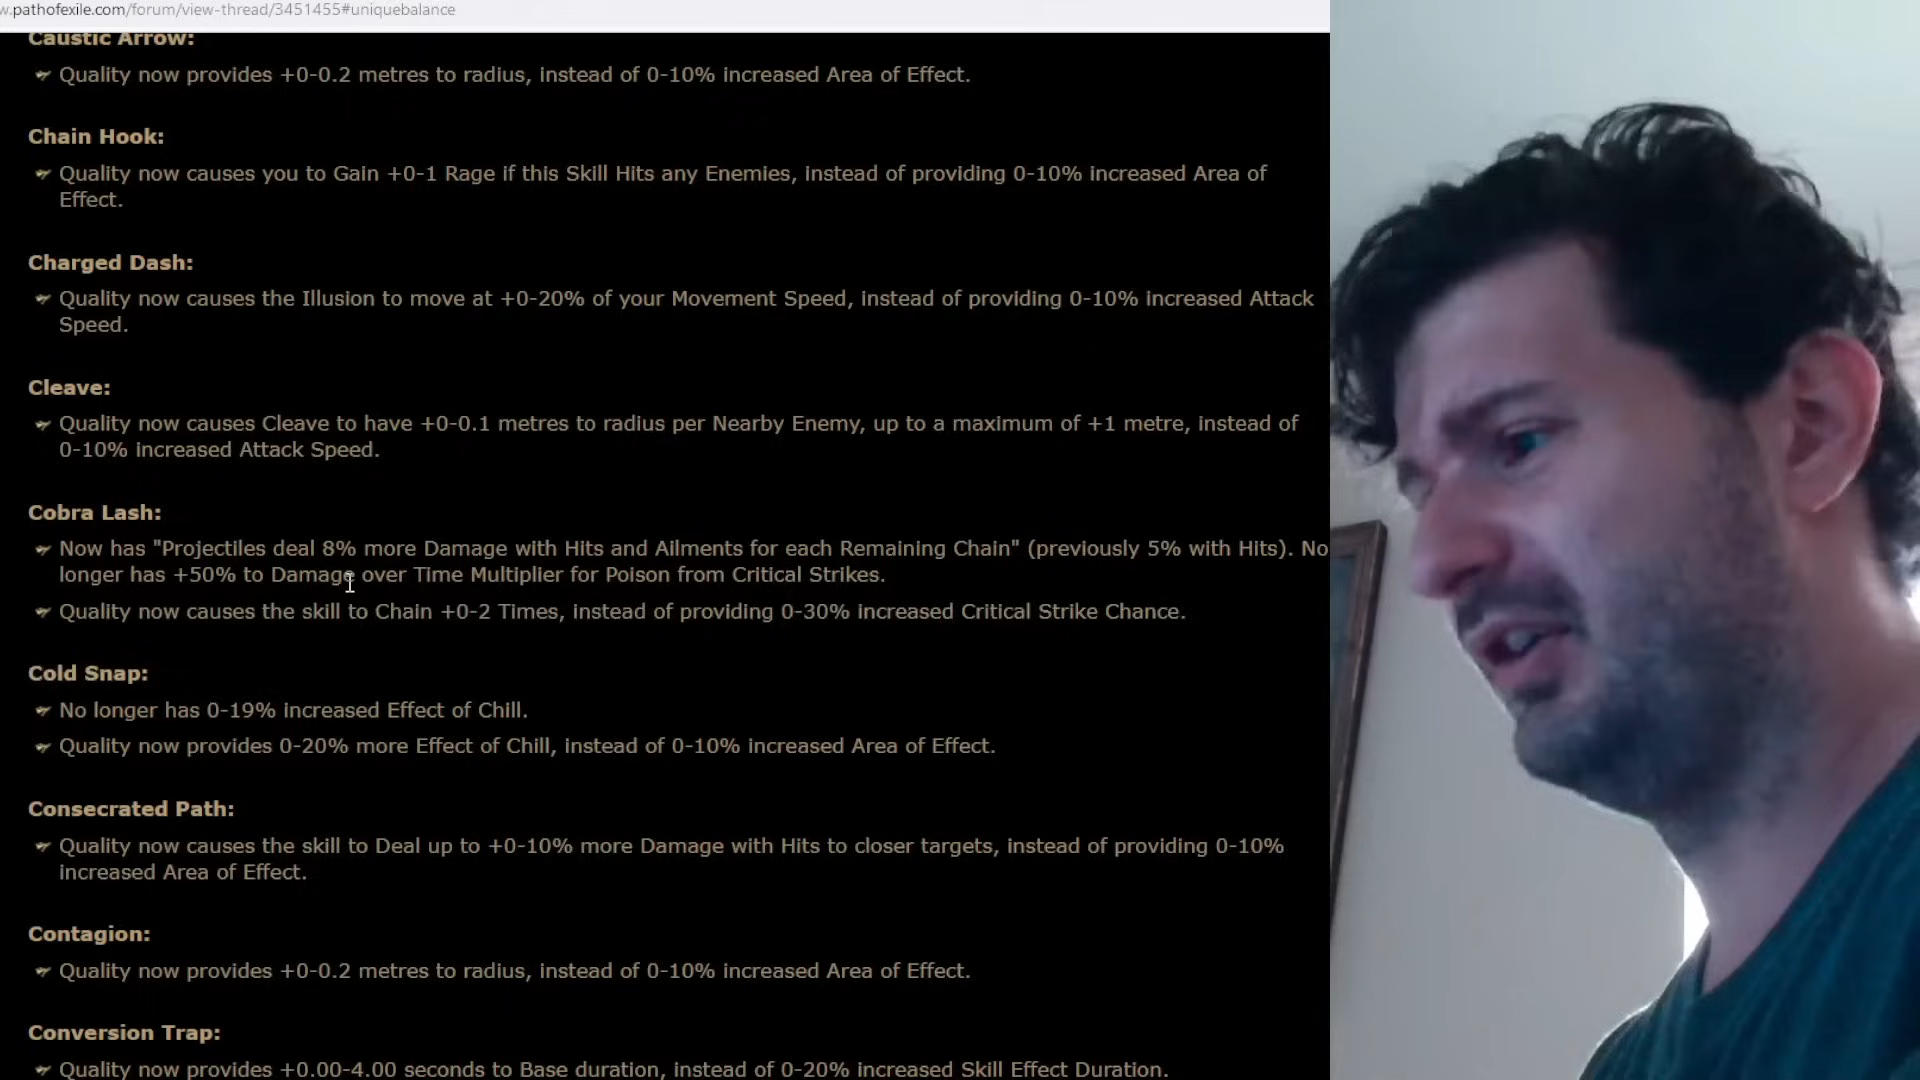 w.pathofexile.com/forum/view-thread/3451455#uniquebalance
Caustic Arrow:
Quality now provides +0-0.2 metres to radius, instead of 0-10% increased Area of Effect.
Chain Hook:
Quality now causes you to Gain +0-1 Rage if this Skill Hits any Enemies, instead of providing 0-10% increased Area of
Effect.
Charged Dash:
Quality now causes the Illusion to move at +0-20% of your Movement Speed, instead of providing 0-10% increased Attack
Speed.
Cleave:
Quality now causes Cleave to have +0-0.1 metres to radius per Nearby Enemy, up to a maximum of +1 metre, instead of
0-10% increased Attack Speed.
Cobra Lash:
Now has "Projectiles deal 8% more Damage with Hits and Ailments for each Remaining Chain" (previously 5% with Hits). No
longer has +50% to Damage over Time Multiplier for Poison from Critical Strikes.
Quality now causes the skill to Chain +0-2 Times, instead of providing 0-30% increased Critical Strike Chance.
Cold Snap:
No longer has 0-19% increased Effect of Chill.
Quality now provides 0-20% more Effect of Chill, instead of 0-10% increased Area of Effect.
Consecrated Path:
Quality now causes the skill to Deal up to +0-10% more Damage with Hits to closer targets, instead of providing 0-10%
increased Area of Effect.
Contagion:
Quality now provides +0-0.2 metres to radius, instead of 0-10% increased Area of Effect.
Conversion Trap:
Quality now provides +0.00-4.00 seconds to Base duration, instead of 0-20% increased Skill Effect Duration.